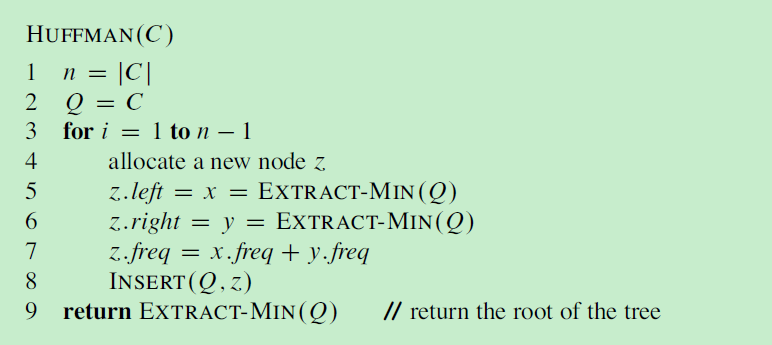 HUFFMAN(C)
1 n = |C|
2 Q = C
3 for i = 1 to n − 1
4 allocate a new node z
5 z.left = x = EXTRACT-MIN(Q)
6 z.right = y = EXTRACT-MIN(Q)
7 z.freq = x.freq + y.freq
8 INSERT(Q, z)
9 return EXTRACT-MIN(Q) // return the root of the tree